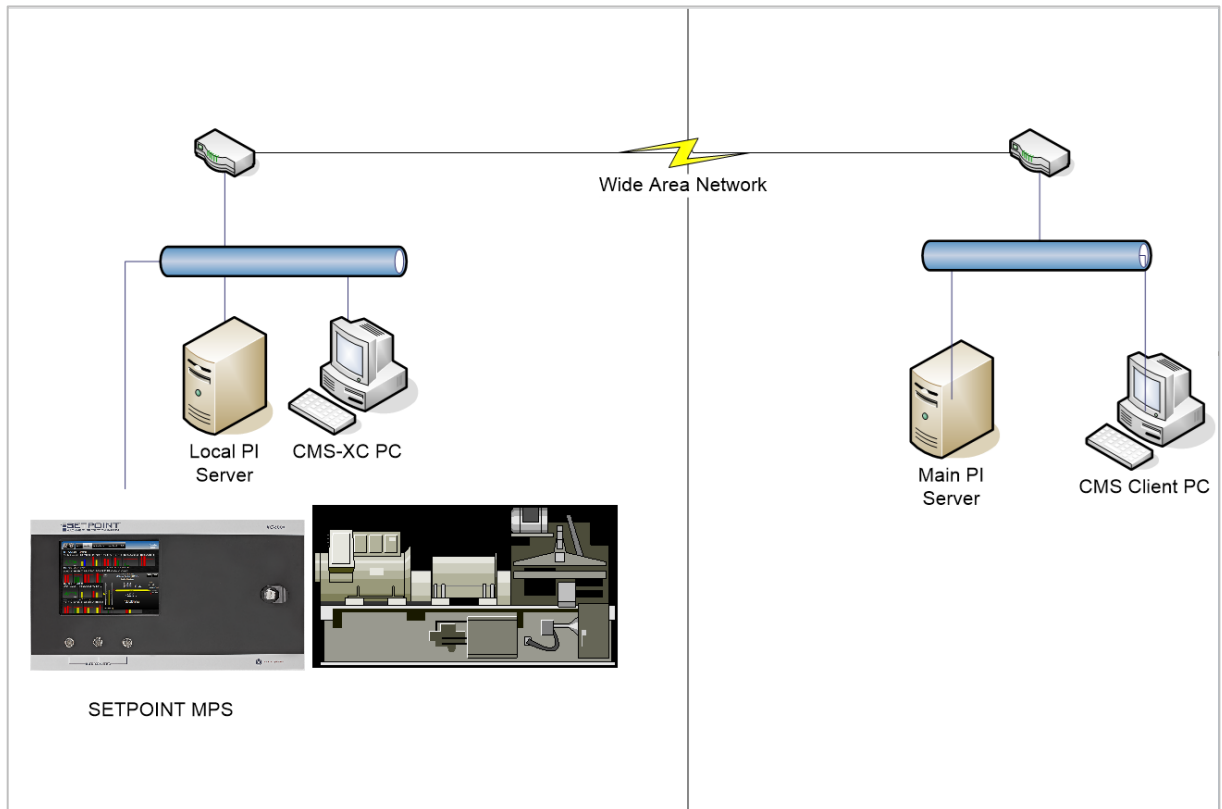 Wide Area Network
Local PI
Server
CMS-XC PC
Main PI
Server
CMS Client PC
SETPOINT
SETPOINT MPS